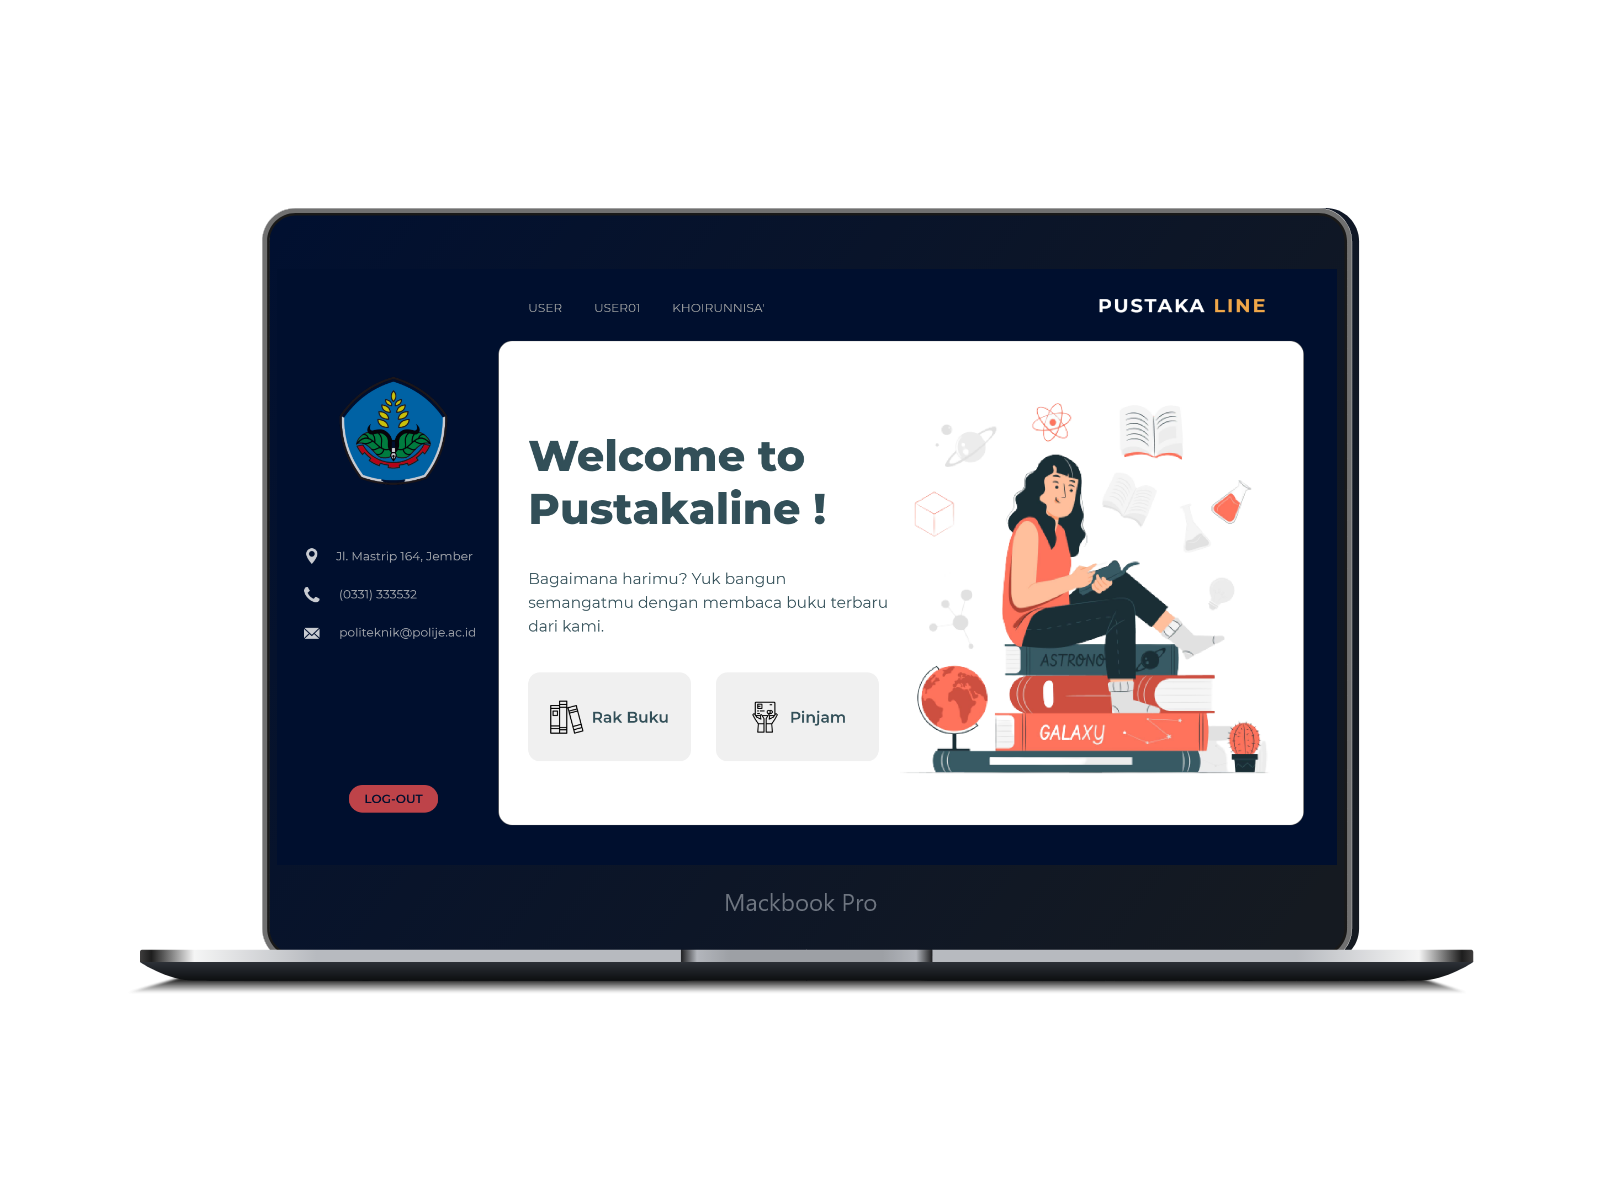 USER USER01 KHOIRUNNISA'
PUSTAKA LINE
Jl. Mastrip 164, Jember
(0331) 333532
politeknik@polije.ac.id
LOG-OUT
Welcome to
Pustakaline !
Bagaimana harimu? Yuk bangun
semangatmu dengan membaca buku terbaru
dari kami.
Rak Buku
Pinjam
ASTRONO
GALAXY
Mackbook Pro